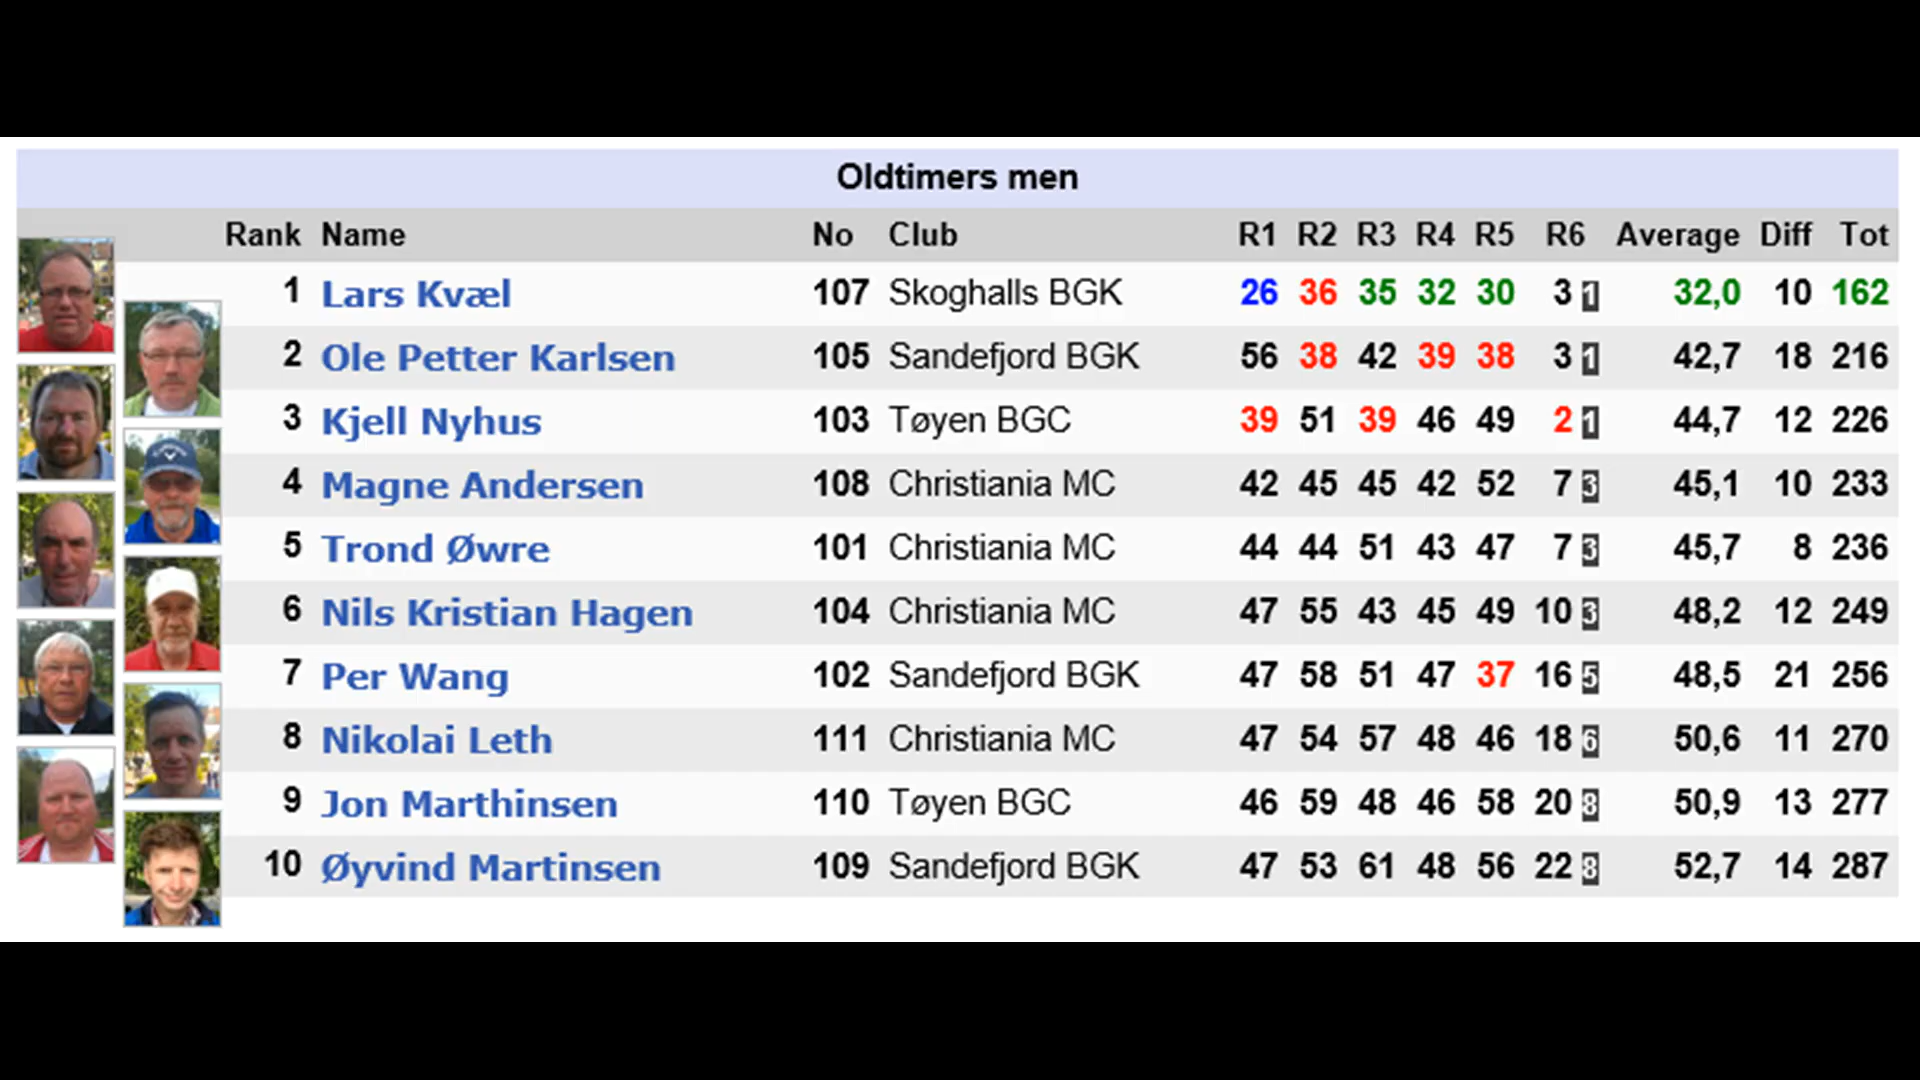 Oldtimers men
Rank Name No Club R1 R2 R3 R4 R5 R6 Average Diff Tot
1 Lars Kvæl 107 Skoghalls BGK 26 36 35 32 30 3 1 32,0 10 162
2 Ole Petter Karlsen 105 Sandefjord BGK 56 38 42 39 38 3 1 42,7 18 216
3 Kjell Nyhus 103 Tøyen BGC 39 51 39 46 49 2 1 44,7 12 226
4 Magne Andersen 108 Christiania MC 42 45 45 42 52 7 3 45,1 10 233
5 Trond Øwre 101 Christiania MC 44 44 51 43 47 7 3 45,7 8 236
6 Nils Kristian Hagen 104 Christiania MC 47 55 43 45 49 10 3 48,2 12 249
7 Per Wang 102 Sandefjord BGK 47 58 51 47 37 16 5 48,5 21 256
8 Nikolai Leth 111 Christiania MC 47 54 57 48 46 18 6 50,6 11 270
9 Jon Marthinsen 110 Tøyen BGC 46 59 48 46 58 20 8 50,9 13 277
10 Øyvind Martinsen 109 Sandefjord BGK 47 53 61 48 56 22 8 52,7 14 287